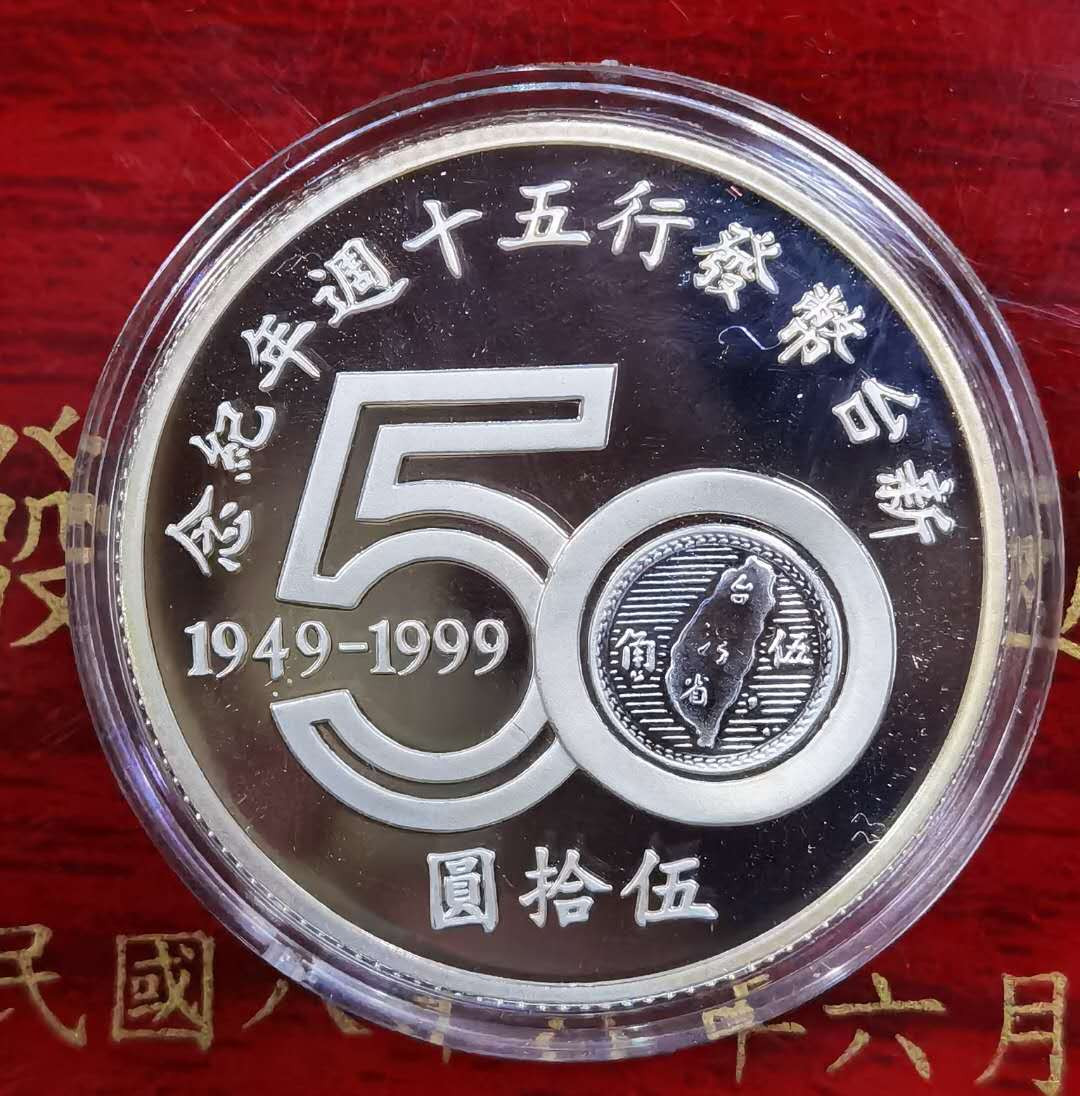 新台幣發行五十週年紀念
50
1949-1999
台 省
伍角
伍拾圓
民國八 年六月